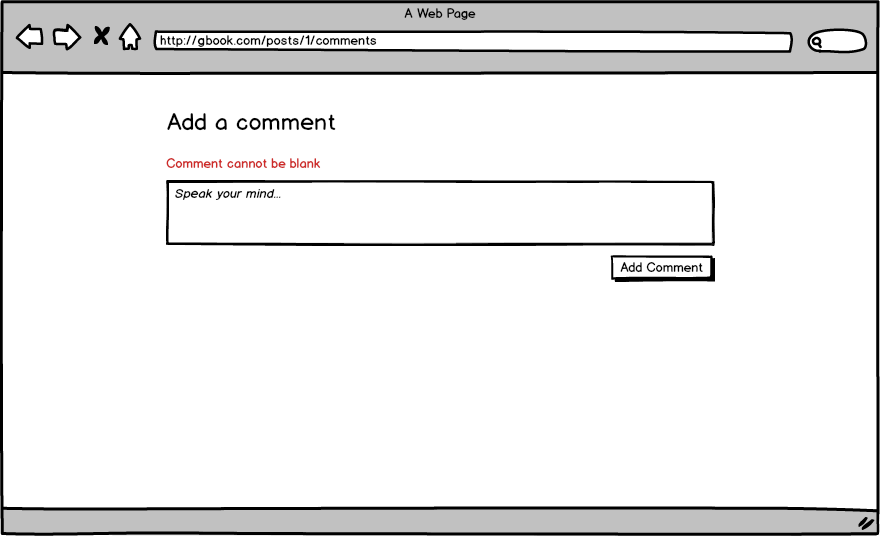 A Web Page
http://gbook.com/posts/1/comments
Add a comment
Comment cannot be blank
Speak your mind...
Add Comment